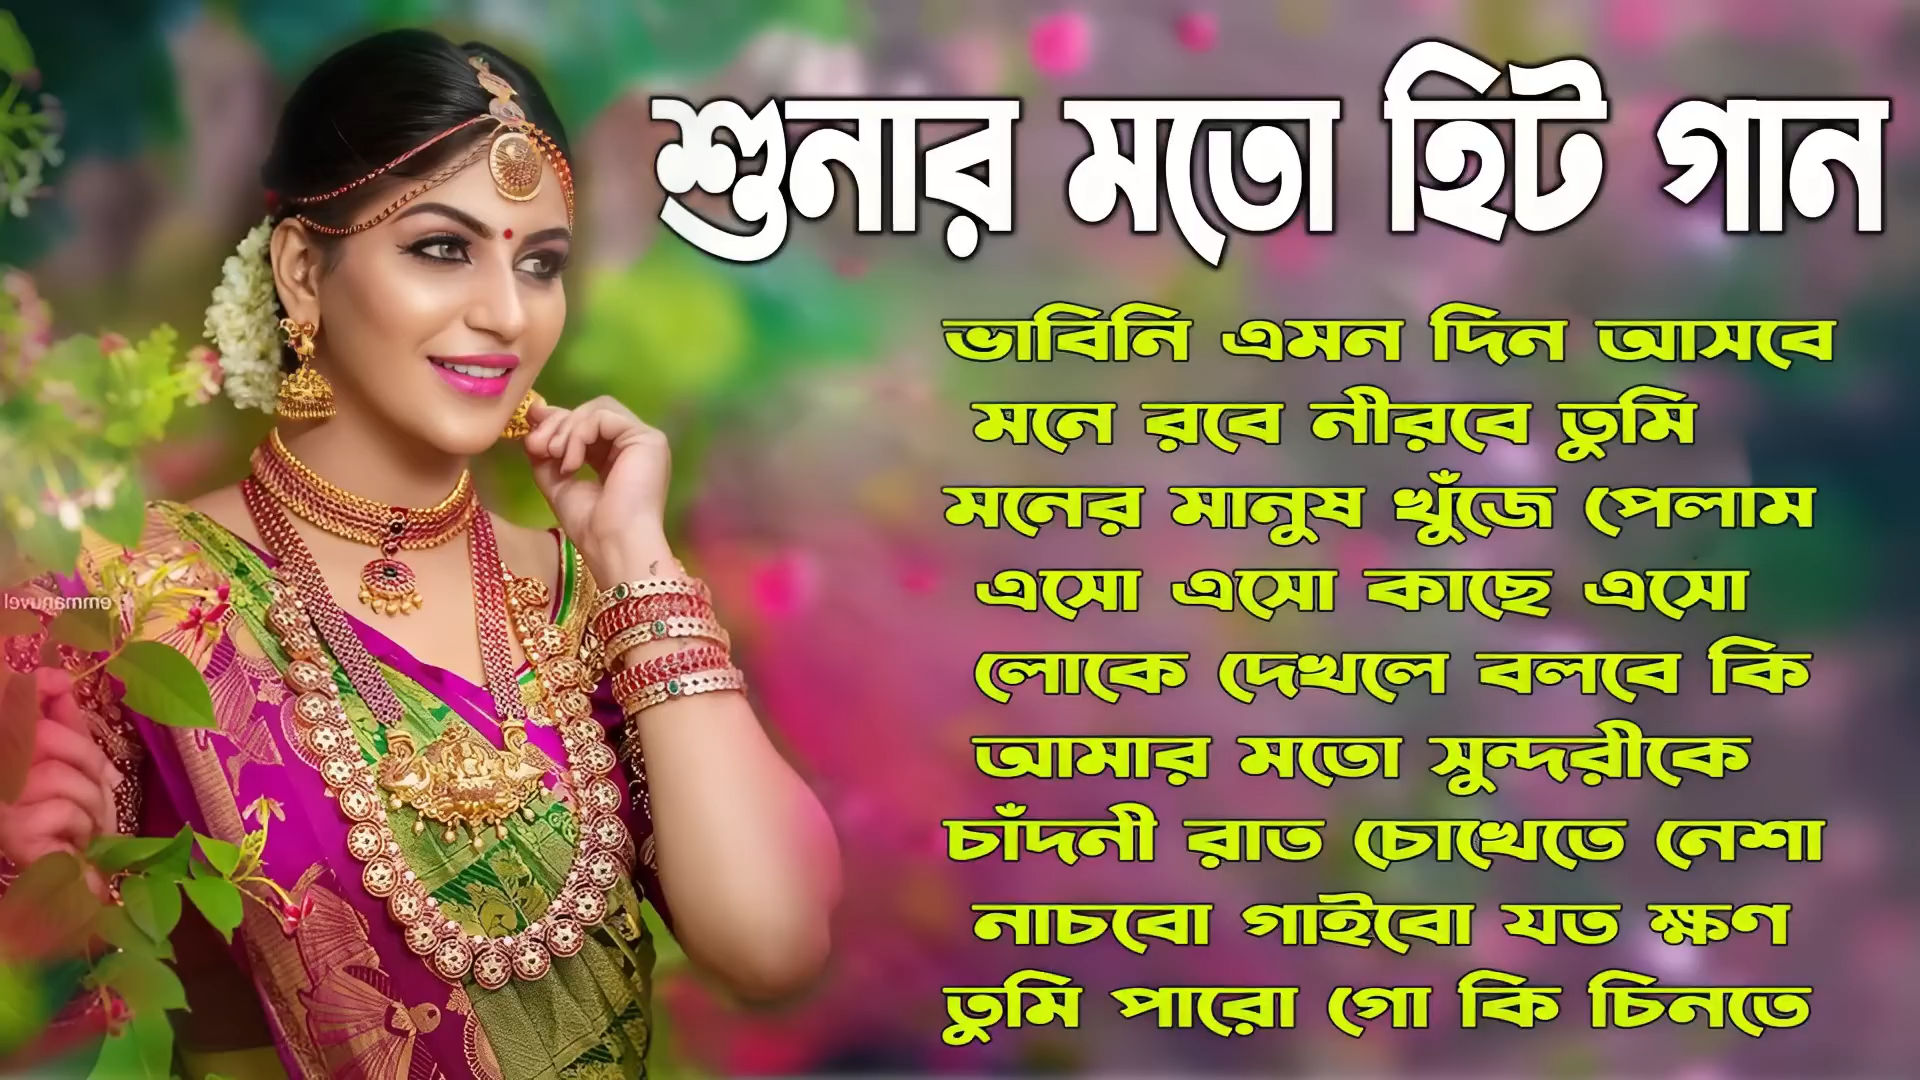 শুনার মতো হিট গান
ভাবিনি এমন দিন আসবে
মনে রবে নীরবে তুমি
মনের মানুষ খুঁজে পেলাম
এসো এসো কাছে এসো
লোকে দেখলে বলবে কি
আমার মতো সুন্দরীকে
চাঁদনী রাত চোখেতে নেশা
নাচবো গাইবো যত ক্ষণ
তুমি পারো গো কি চিনতে
emmanuvel